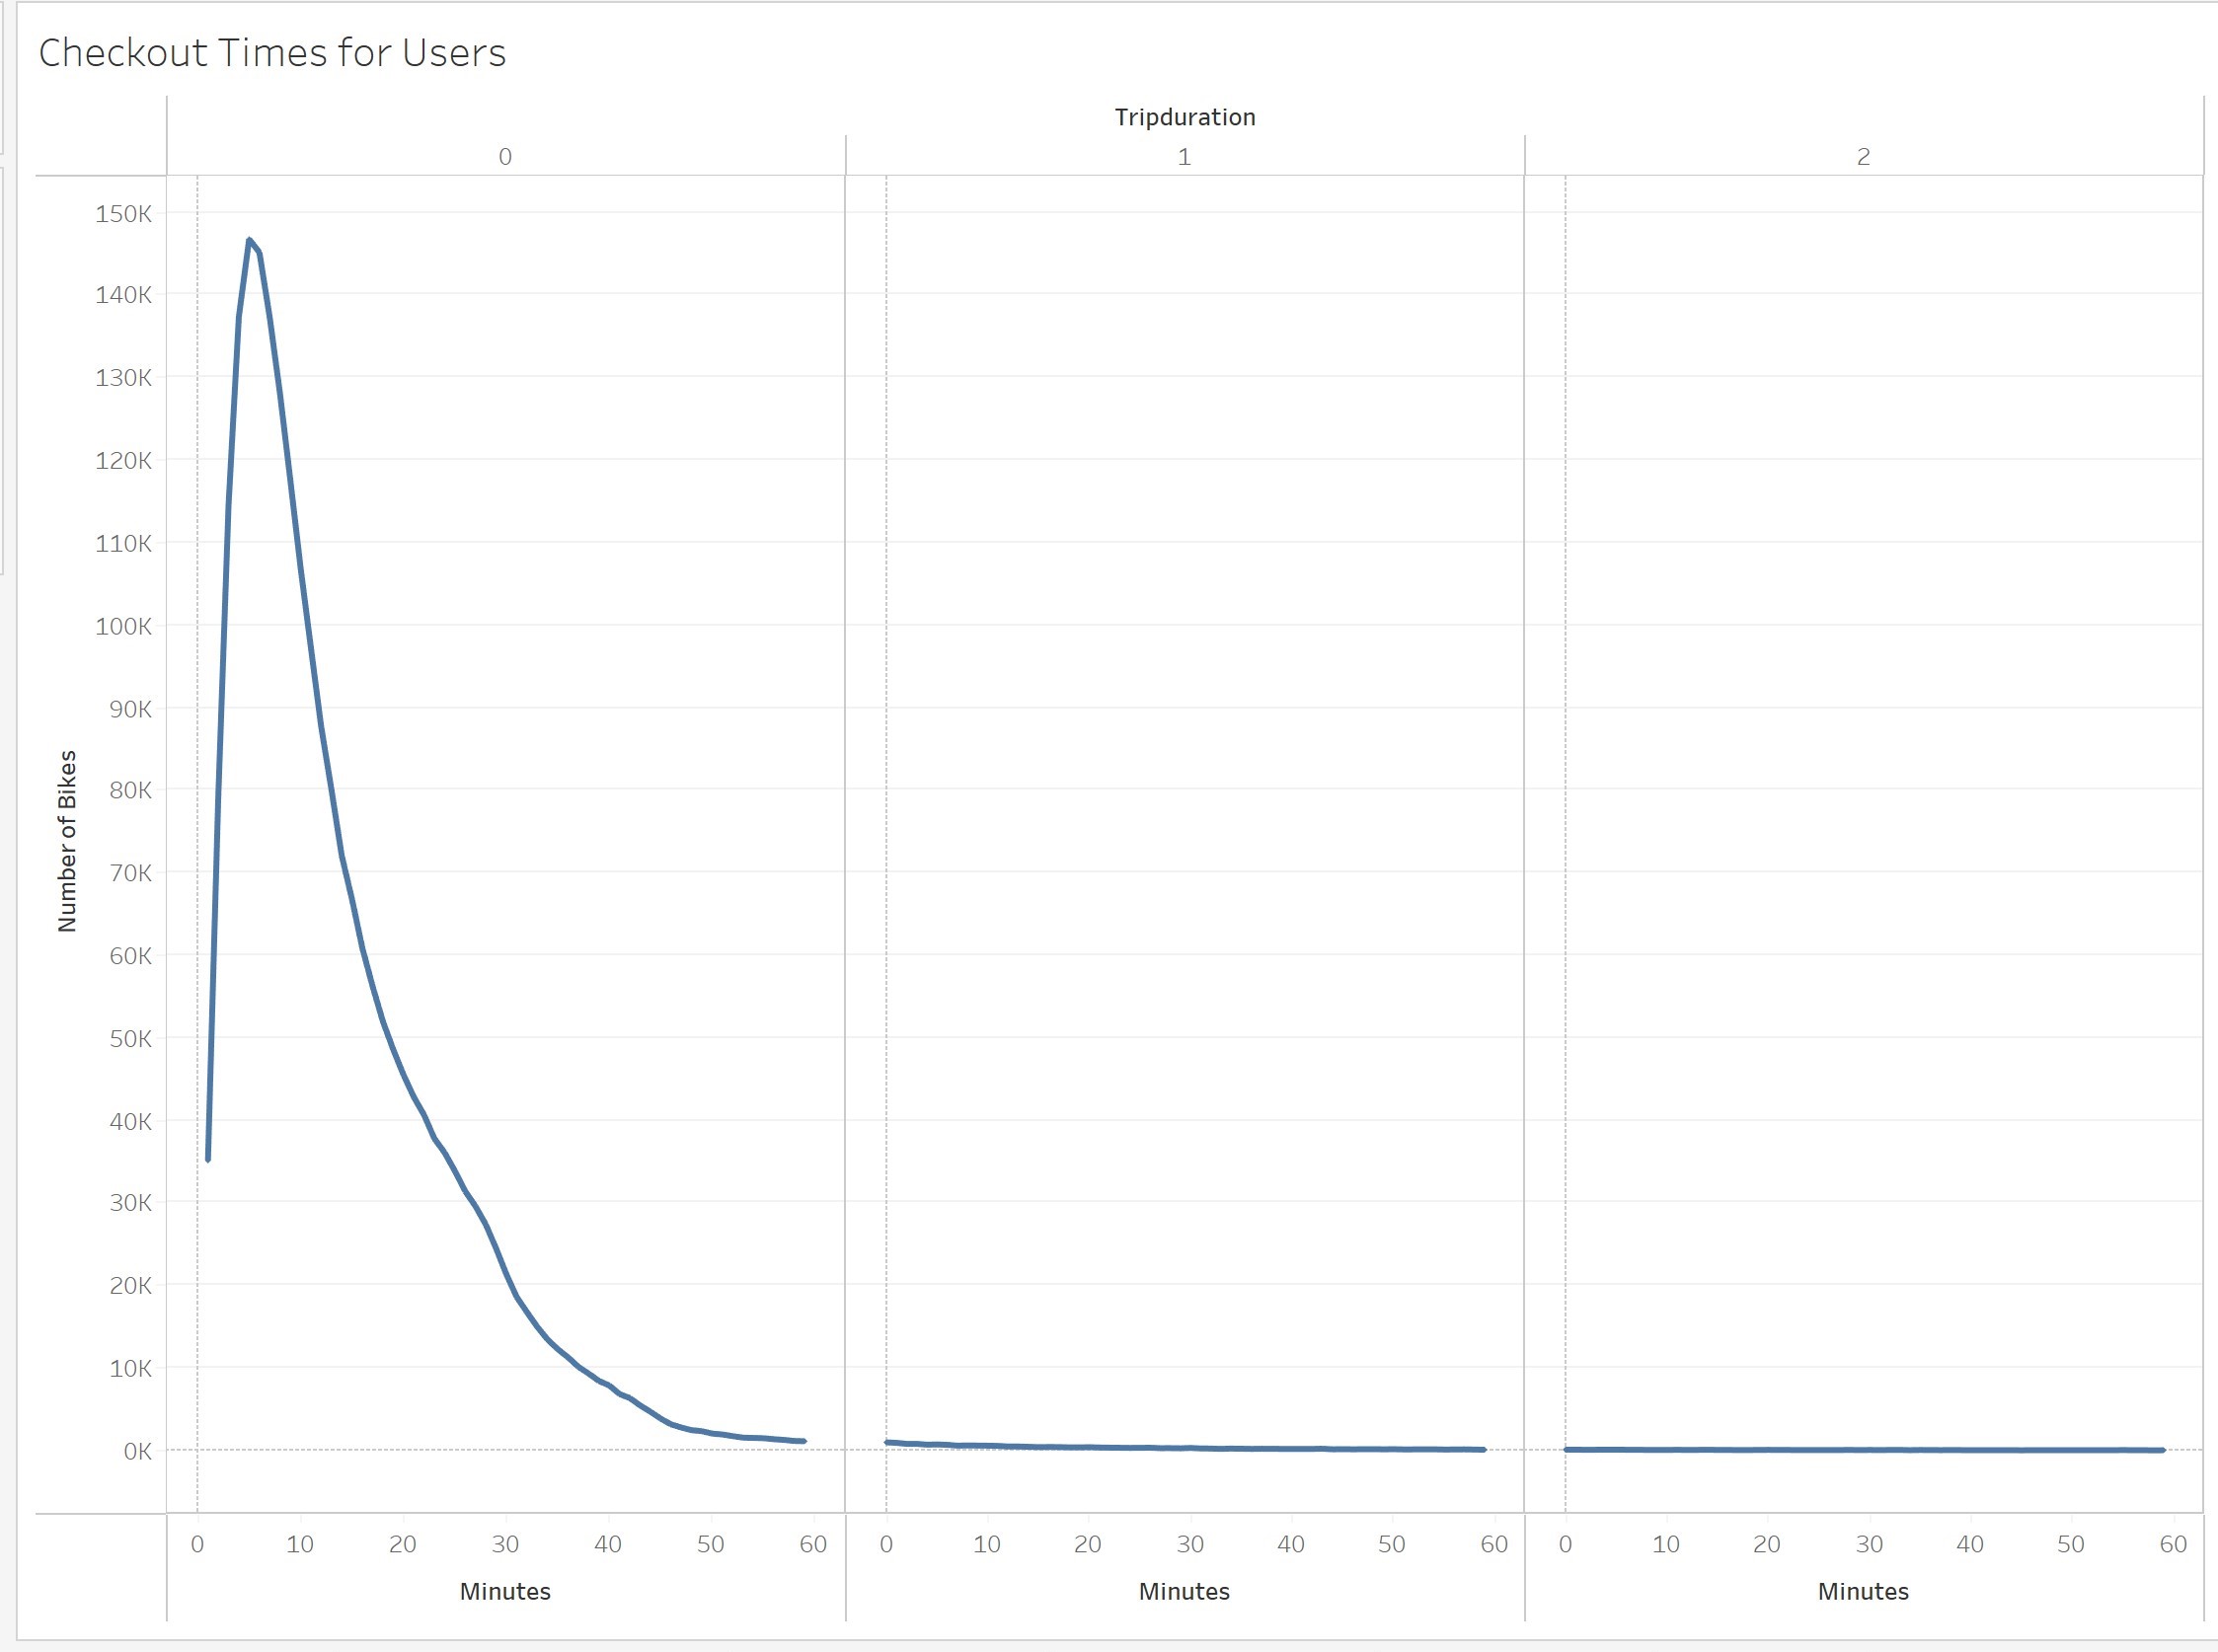 Checkout Times for Users
Tripduration
0 1 2
150K
140K
130K
120K
110K
100K
90K
80K
70K
60K
50K
40K
30K
20K
10K
0K
Number of Bikes
0 10 20 30 40 50 60 0 10 20 30 40 50 60 0 10 20 30 40 50 60
Minutes Minutes Minutes